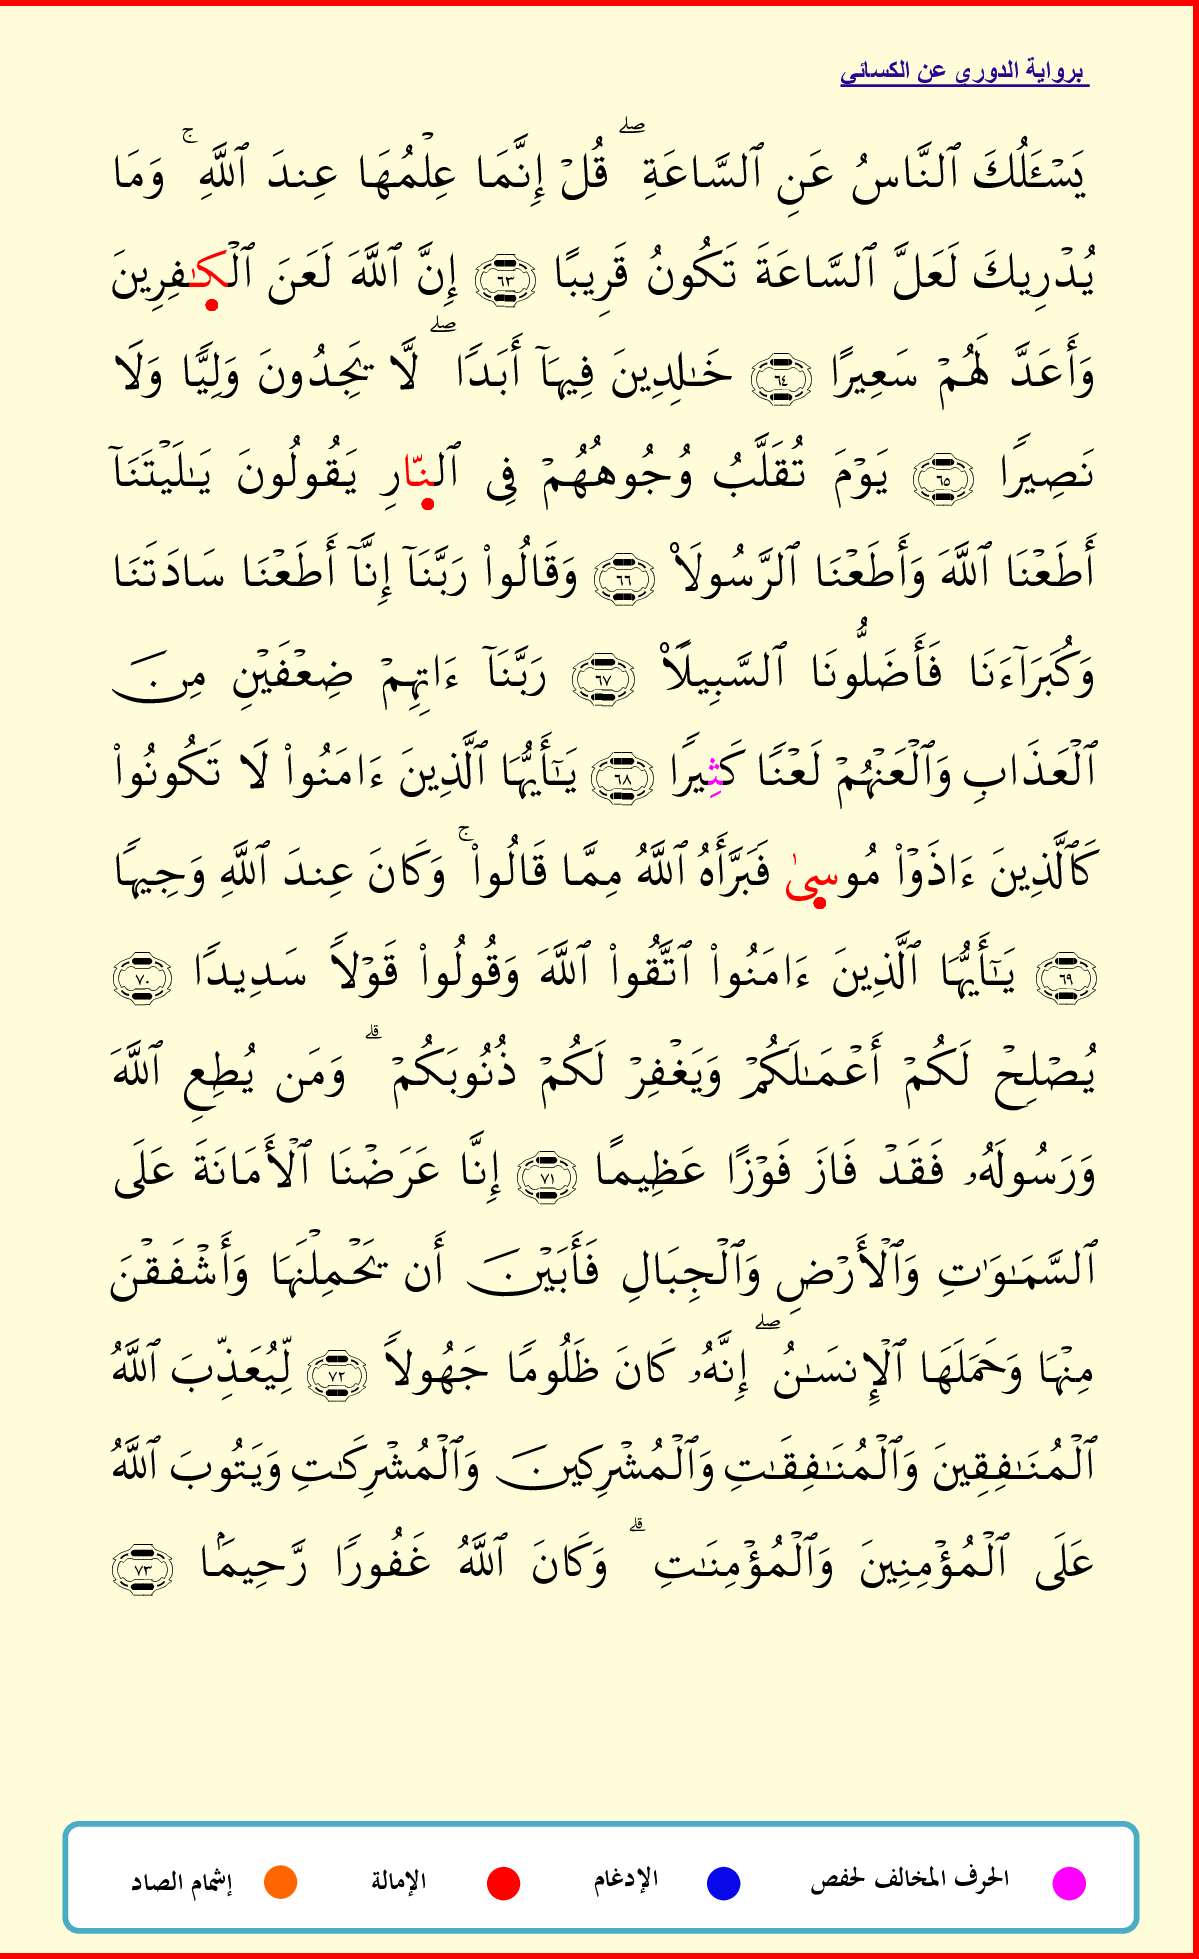 برواية الدوري عن الكسائي
يَسْـَٔلُكَ ٱلنَّاسُ عَنِ ٱلسَّاعَةِ ۖ قُلْ إِنَّمَا عِلْمُهَا عِندَ ٱللَّهِ ۚ وَمَا
يُدْرِيكَ لَعَلَّ ٱلسَّاعَةَ تَكُونُ قَرِيبًا ٦٣ إِنَّ ٱللَّهَ لَعَنَ ٱلْكَـٰفِرِينَ
وَأَعَدَّ لَهُمْ سَعِيرًا ٦٤ خَـٰلِدِينَ فِيهَآ أَبَدًا ۖ لَّا يَجِدُونَ وَلِيًّا وَلَا
نَصِيرًا ٦٥ يَوْمَ تُقَلَّبُ وُجُوهُهُمْ فِى ٱلنَّارِ يَقُولُونَ يَـٰلَيْتَنَآ
أَطَعْنَا ٱللَّهَ وَأَطَعْنَا ٱلرَّسُولَا۠ ٦٦ وَقَالُوا۟ رَبَّنَآ إِنَّآ أَطَعْنَا سَادَتَنَا
وَكُبَرَآءَنَا فَأَضَلُّونَا ٱلسَّبِيلَا۠ ٦٧ رَبَّنَآ ءَاتِهِمْ ضِعْفَيْنِ مِنَ
ٱلْعَذَابِ وَٱلْعَنْهُمْ لَعْنًا كَثِيرًا ٦٨ يَـٰٓأَيُّهَا ٱلَّذِينَ ءَامَنُوا۟ لَا تَكُونُوا۟
كَٱلَّذِينَ ءَاذَوْا۟ مُوسِىٰ فَبَرَّأَهُ ٱللَّهُ مِمَّا قَالُوا۟ ۚ وَكَانَ عِندَ ٱللَّهِ وَجِيهًا
٦٩ يَـٰٓأَيُّهَا ٱلَّذِينَ ءَامَنُوا۟ ٱتَّقُوا۟ ٱللَّهَ وَقُولُوا۟ قَوْلًا سَدِيدًا ٧٠
يُصْلِحْ لَكُمْ أَعْمَـٰلَكُمْ وَيَغْفِرْ لَكُمْ ذُنُوبَكُمْ ۗ وَمَن يُطِعِ ٱللَّهَ
وَرَسُولَهُۥ فَقَدْ فَازَ فَوْزًا عَظِيمًا ٧١ إِنَّا عَرَضْنَا ٱلْأَمَانَةَ عَلَى
ٱلسَّمَـٰوَٰتِ وَٱلْأَرْضِ وَٱلْجِبَالِ فَأَبَيْنَ أَن يَحْمِلْنَهَا وَأَشْفَقْنَ
مِنْهَا وَحَمَلَهَا ٱلْإِنسَـٰنُ ۖ إِنَّهُۥ كَانَ ظَلُومًا جَهُولًا ٧٢ لِّيُعَذِّبَ ٱللَّهُ
ٱلْمُنَـٰفِقِينَ وَٱلْمُنَـٰفِقَـٰتِ وَٱلْمُشْرِكِينَ وَٱلْمُشْرِكَـٰتِ وَيَتُوبَ ٱللَّهُ
عَلَى ٱلْمُؤْمِنِينَ وَٱلْمُؤْمِنَـٰتِ ۗ وَكَانَ ٱللَّهُ غَفُورًا رَّحِيمًۢا ٧٣
الحرف المخالف لحفص الإدغام الإمالة إشمام الصاد